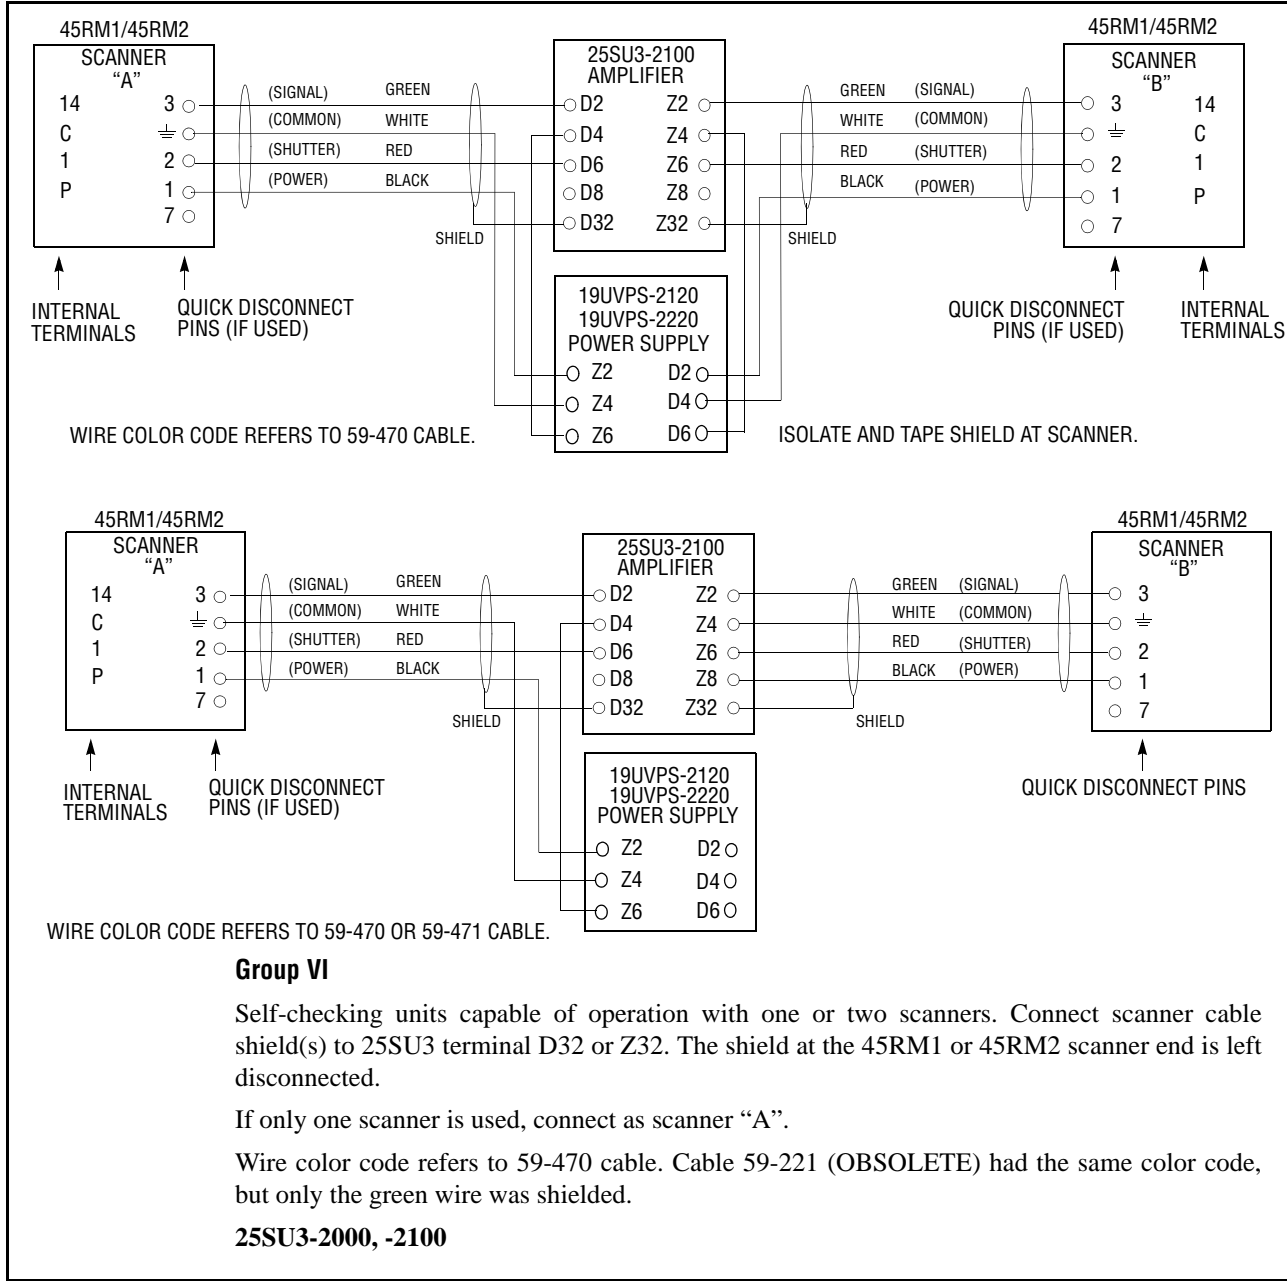 45RM1/45RM2
SCANNER
“A”
14 3
C
1 2
P 1
7
(SIGNAL) GREEN
(COMMON) WHITE
(SHUTTER) RED
(POWER) BLACK
SHIELD
25SU3-2100
AMPLIFIER
D2 Z2
D4 Z4
D6 Z6
D8 Z8
D32 Z32
GREEN (SIGNAL)
WHITE (COMMON)
RED (SHUTTER)
BLACK (POWER)
SHIELD
45RM1/45RM2
SCANNER
“B”
3 14
C
2 1
1 P
7
INTERNAL
TERMINALS
QUICK DISCONNECT
PINS (IF USED)
19UVPS-2120
19UVPS-2220
POWER SUPPLY
Z2 D2
Z4 D4
Z6 D6
QUICK DISCONNECT
PINS (IF USED)
INTERNAL
TERMINALS
WIRE COLOR CODE REFERS TO 59-470 CABLE.
ISOLATE AND TAPE SHIELD AT SCANNER.
45RM1/45RM2
SCANNER
“A”
14 3
C
1 2
P 1
7
(SIGNAL) GREEN
(COMMON) WHITE
(SHUTTER) RED
(POWER) BLACK
SHIELD
25SU3-2100
AMPLIFIER
D2 Z2
D4 Z4
D6 Z6
D8 Z8
D32 Z32
GREEN (SIGNAL)
WHITE (COMMON)
RED (SHUTTER)
BLACK (POWER)
SHIELD
45RM1/45RM2
SCANNER
“B”
3
2
1
7
INTERNAL
TERMINALS
QUICK DISCONNECT
PINS (IF USED)
19UVPS-2120
19UVPS-2220
POWER SUPPLY
Z2 D2
Z4 D4
Z6 D6
QUICK DISCONNECT PINS
WIRE COLOR CODE REFERS TO 59-470 OR 59-471 CABLE.
Group VI
Self-checking units capable of operation with one or two scanners. Connect scanner cable
shield(s) to 25SU3 terminal D32 or Z32. The shield at the 45RM1 or 45RM2 scanner end is left
disconnected.
If only one scanner is used, connect as scanner “A”.
Wire color code refers to 59-470 cable. Cable 59-221 (OBSOLETE) had the same color code,
but only the green wire was shielded.
25SU3-2000, -2100